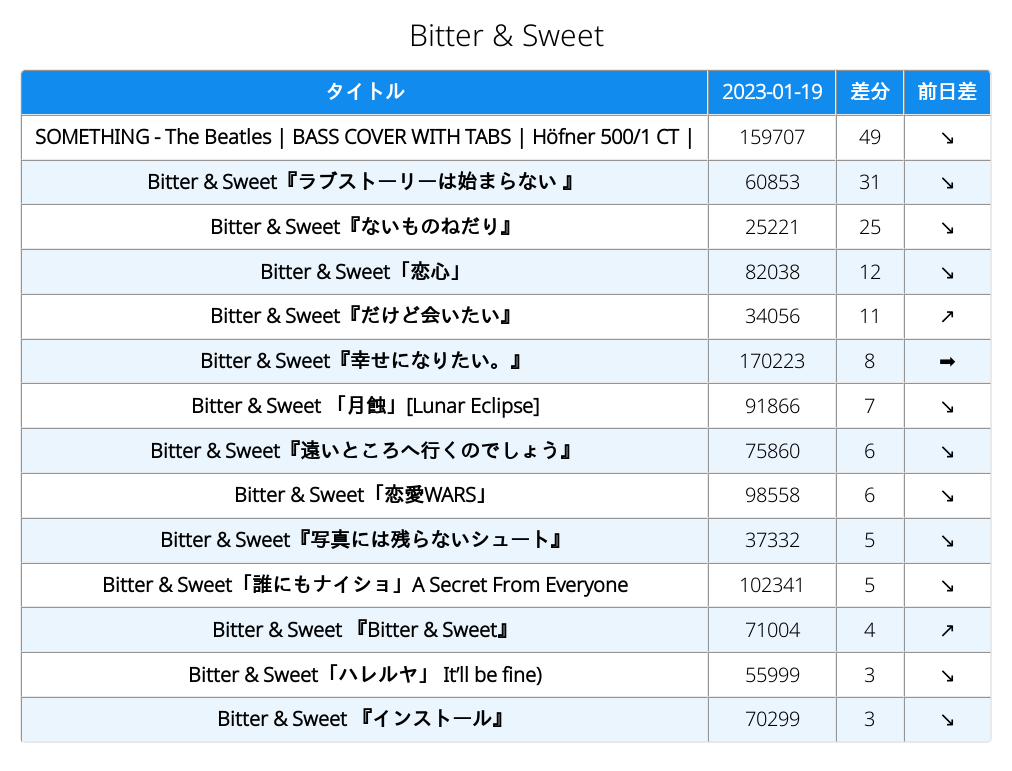 Bitter & Sweet
タイトル 2023-01-19 差分 前日差
SOMETHING - The Beatles | BASS COVER WITH TABS | Höfner 500/1 CT | 159707 49 ↘
Bitter & Sweet『ラブストーリーは始まらない 』 60853 31 ↘
Bitter & Sweet『ないものねだり』 25221 25 ↘
Bitter & Sweet「恋心」 82038 12 ↘
Bitter & Sweet『だけど会いたい』 34056 11 ↗
Bitter & Sweet『幸せになりたい。』 170223 8 ➡
Bitter & Sweet 「月蝕」[Lunar Eclipse] 91866 7 ↘
Bitter & Sweet『遠いところへ行くのでしょう』 75860 6 ↘
Bitter & Sweet「恋愛WARS」 98558 6 ↘
Bitter & Sweet『写真には残らないシュート』 37332 5 ↘
Bitter & Sweet「誰にもナイショ」A Secret From Everyone 102341 5 ↘
Bitter & Sweet 『Bitter & Sweet』 71004 4 ↗
Bitter & Sweet「ハレルヤ」 It’ll be fine) 55999 3 ↘
Bitter & Sweet 『インストール』 70299 3 ↘